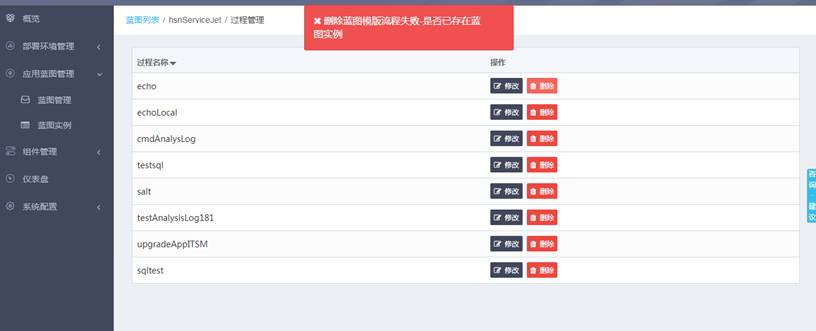 概览
部署环境管理
应用蓝图管理
蓝图管理
蓝图实例
组件管理
仪表盘
系统配置
蓝图列表 / hsnServiceJet / 过程管理
删除蓝图模版流程失败-是否已存在蓝
图实例
过程名称 操作
echo 修改 删除
echoLocal 修改 删除
cmdAnalysLog 修改 删除
testsql 修改 删除
salt 修改 删除
testAnalysisLog181 修改 删除
upgradeAppITSM 修改 删除
sqltest 修改 删除
咨
询
建
议